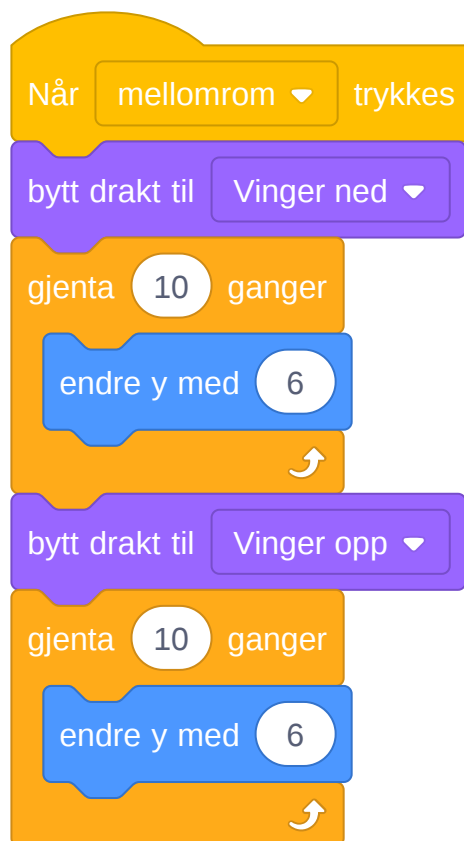 Når mellomrom trykkes
bytt drakt til Vinger ned
gjenta 10 ganger
endre y med 6
bytt drakt til Vinger opp
gjenta 10 ganger
endre y med 6